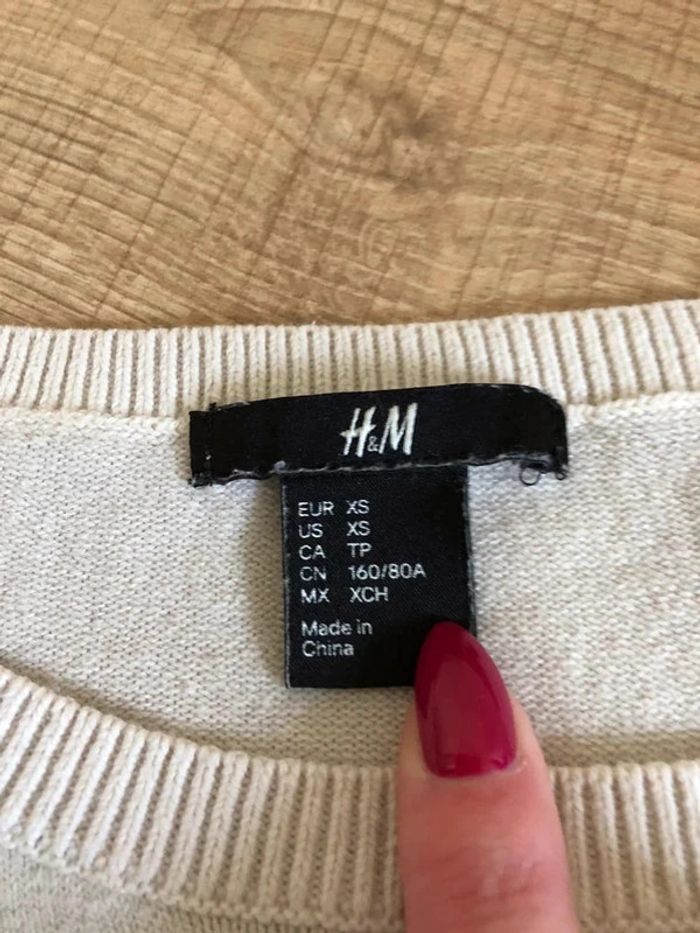 H&M
EUR XS
US XS
CA TP
CN 160/80A
MX XCH
Made in
China